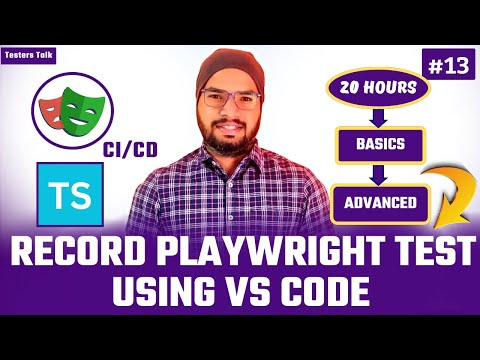 Testers Talk
#13
CI/CD
TS
20 HOURS
BASICS
ADVANCED
RECORD PLAYWRIGHT TEST
USING VS CODE